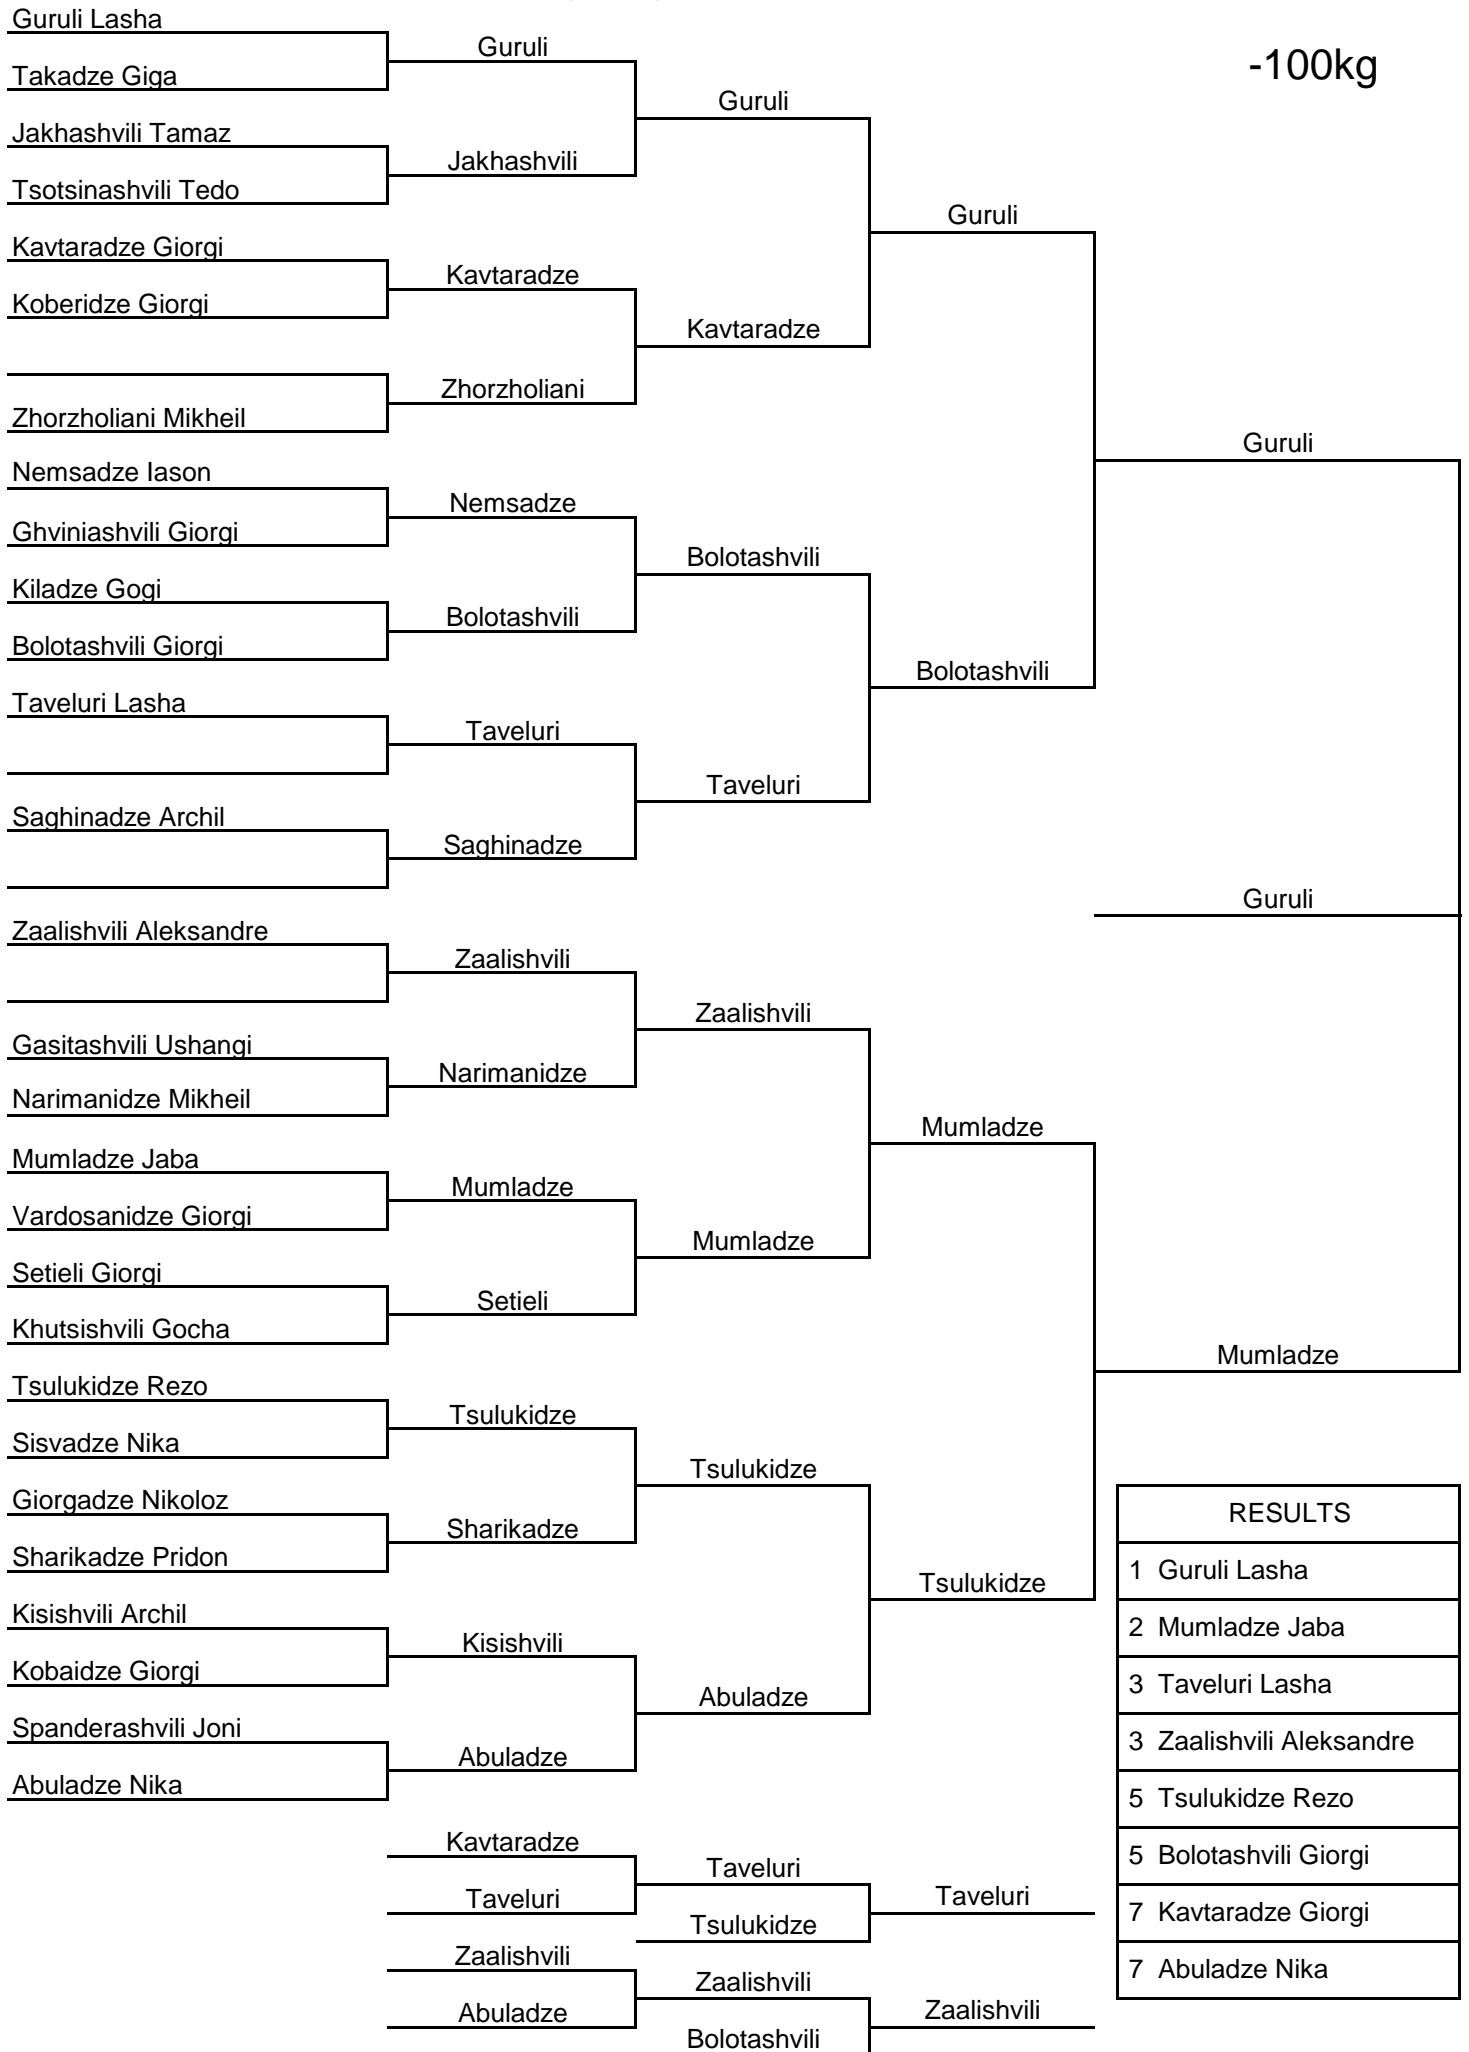 -100kg
Guruli Lasha
Takadze Giga
Jakhashvili Tamaz
Tsotsinashvili Tedo
Kavtaradze Giorgi
Koberidze Giorgi
Zhorzholiani Mikheil
Nemsadze Iason
Ghviniashvili Giorgi
Kiladze Gogi
Bolotashvili Giorgi
Taveluri Lasha
Saghinadze Archil
Zaalishvili Aleksandre
Gasitashvili Ushangi
Narimanidze Mikheil
Mumladze Jaba
Vardosanidze Giorgi
Setieli Giorgi
Khutsishvili Gocha
Tsulukidze Rezo
Sisvadze Nika
Giorgadze Nikoloz
Sharikadze Pridon
Kisishvili Archil
Kobaidze Giorgi
Spanderashvili Joni
Abuladze Nika
Guruli
Jakhashvili
Kavtaradze
Zhorzholiani
Nemsadze
Bolotashvili
Taveluri
Saghinadze
Zaalishvili
Narimanidze
Mumladze
Setieli
Tsulukidze
Sharikadze
Kisishvili
Abuladze
Guruli
Kavtaradze
Bolotashvili
Taveluri
Zaalishvili
Mumladze
Tsulukidze
Abuladze
Guruli
Bolotashvili
Mumladze
Tsulukidze
Guruli
Mumladze
Guruli
Kavtaradze
Taveluri
Zaalishvili
Abuladze
Taveluri
Tsulukidze
Zaalishvili
Bolotashvili
Taveluri
Zaalishvili
RESULTS
1 Guruli Lasha
2 Mumladze Jaba
3 Taveluri Lasha
3 Zaalishvili Aleksandre
5 Tsulukidze Rezo
5 Bolotashvili Giorgi
7 Kavtaradze Giorgi
7 Abuladze Nika